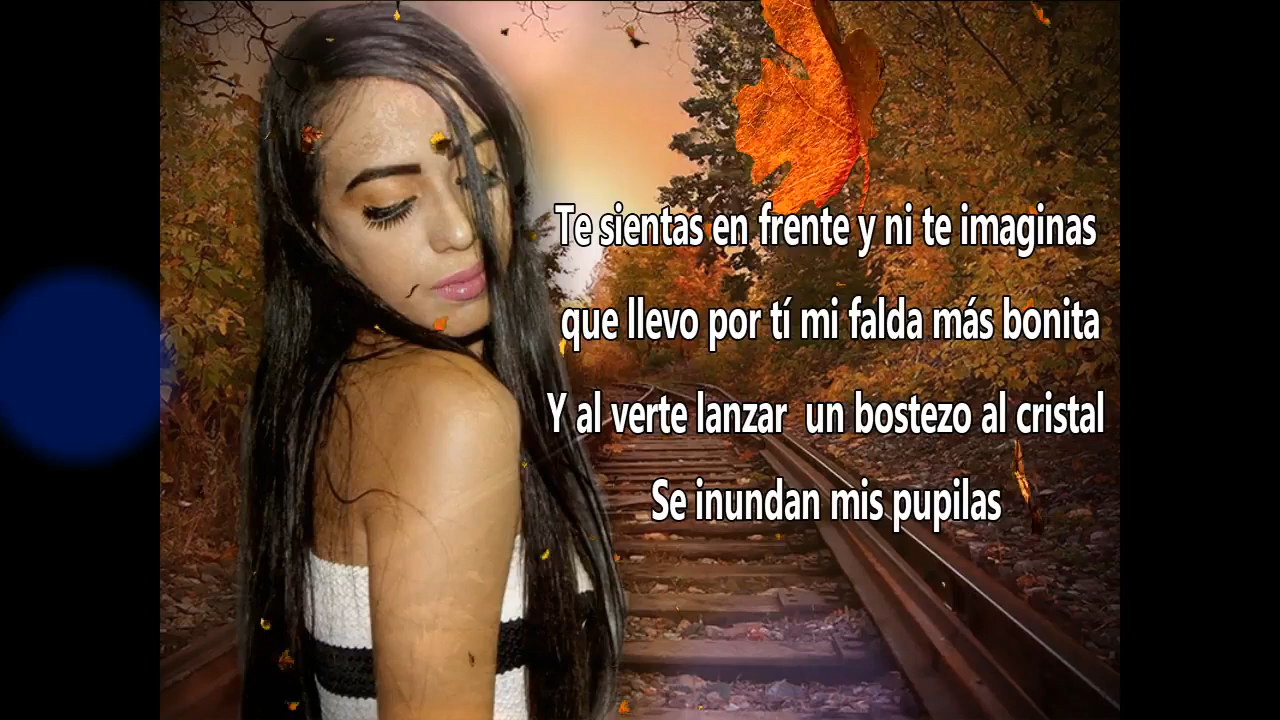 Te sientas en frente y ni te imaginas
que llevo por tí mi falda más bonita
Y al verte lanzar un bostezo al cristal
Se inundan mis pupilas